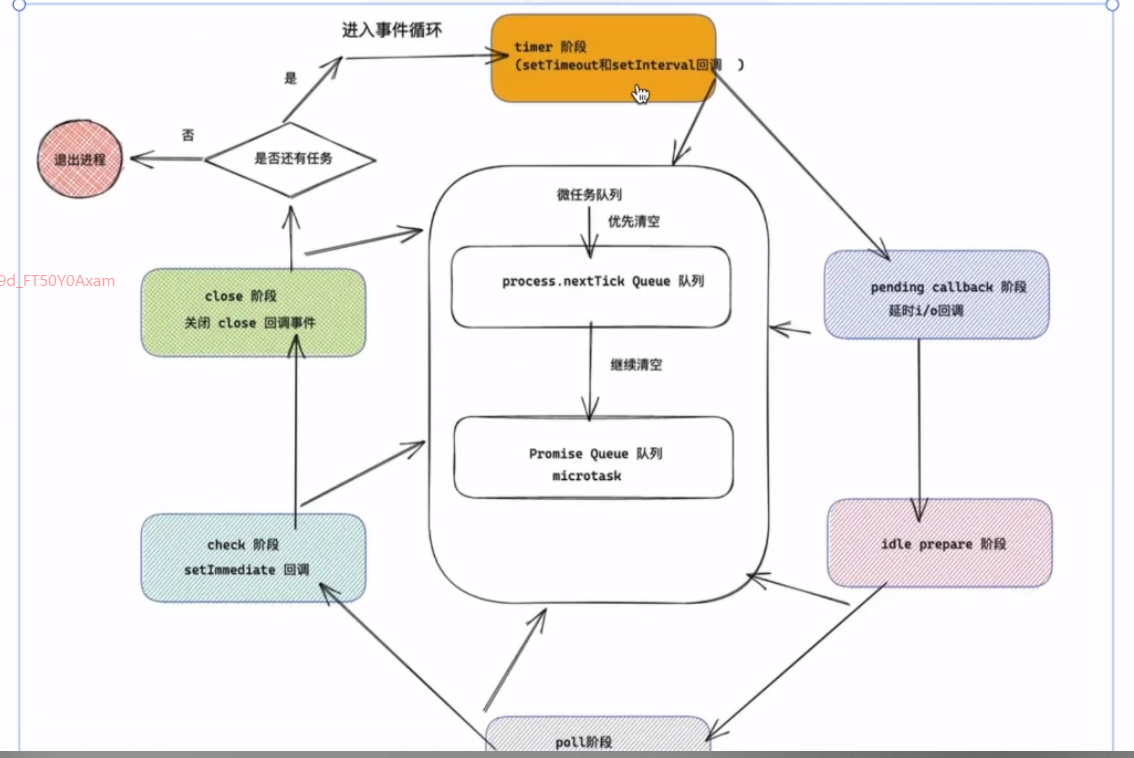 进入事件循环
timer 阶段
(setTimeout和setInterval回调 )
是
否
退出进程
是否还有任务
微任务队列
优先清空
process.nextTick Queue 队列
9d_FT50Y0Axam
close 阶段
关闭 close 回调事件
pending callback 阶段
延时i/o回调
继续清空
Promise Queue 队列
microtask
check 阶段
setImmediate 回调
idle prepare 阶段
poll阶段